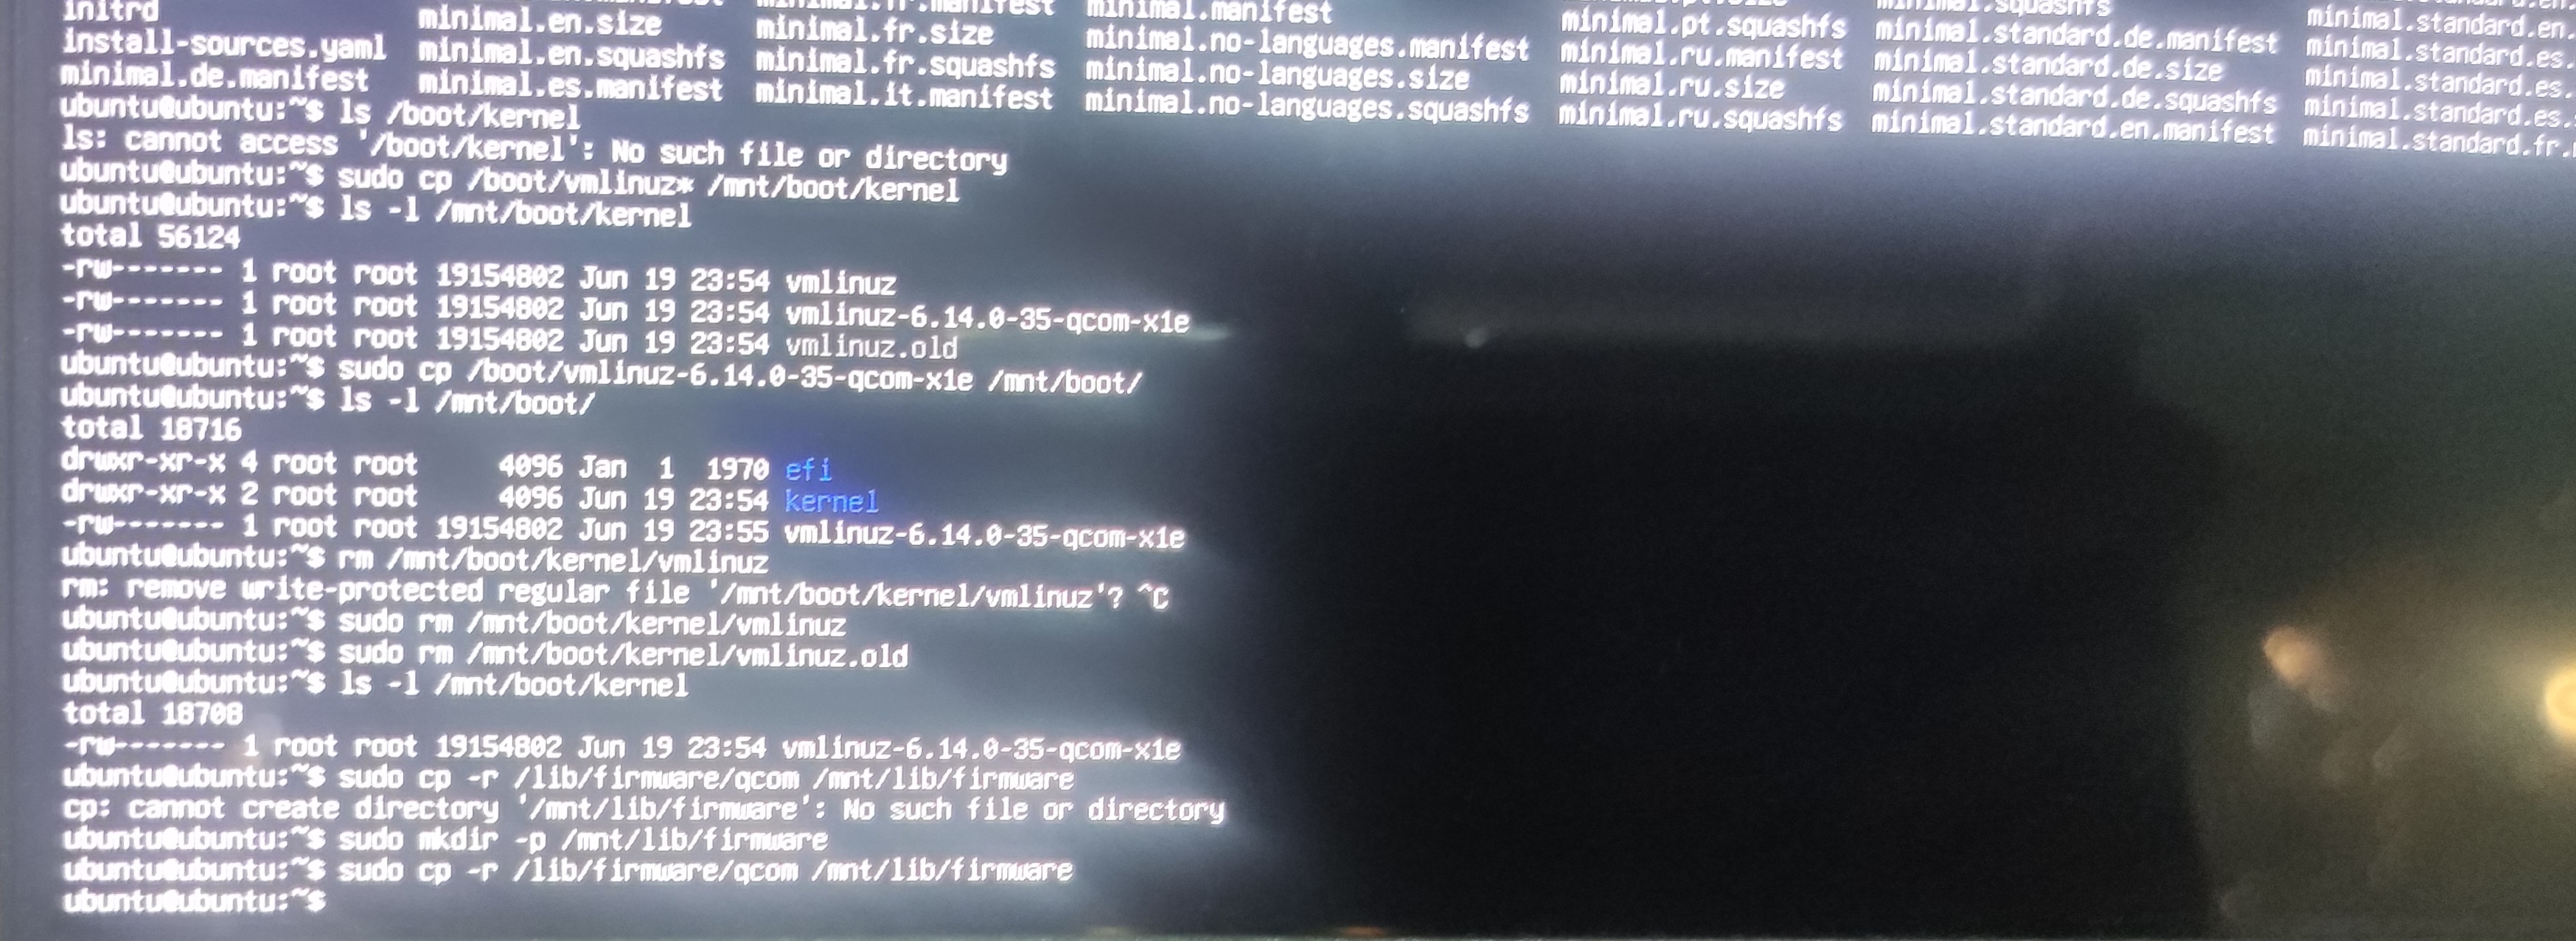 initrd minimal.en.size minimal.fr.size minimal.manifest minimal.pt.squashfs minimal.squashfs minimal.standard.en.
install-sources.yaml minimal.en.squashfs minimal.fr.squashfs minimal.no-languages.manifest minimal.ru.manifest minimal.standard.de.manifest minimal.standard.es.
minimal.de.manifest minimal.es.manifest minimal.it.manifest minimal.no-languages.size minimal.ru.size minimal.standard.de.size minimal.standard.es.
minimal.no-languages.squashfs minimal.ru.squashfs minimal.standard.de.squashfs minimal.standard.es.
minimal.standard.en.manifest minimal.standard.fr.
ubuntu@ubuntu:~$ ls /boot/kernel
ls: cannot access '/boot/kernel': No such file or directory
ubuntu@ubuntu:~$ sudo cp /boot/vmlinuz* /mnt/boot/kernel
ubuntu@ubuntu:~$ ls -l /mnt/boot/kernel
total 56124
-rw------- 1 root root 19154802 Jun 19 23:54 vmlinuz
-rw------- 1 root root 19154802 Jun 19 23:54 vmlinuz-6.14.0-35-qcom-x1e
-rw------- 1 root root 19154802 Jun 19 23:54 vmlinuz.old
ubuntu@ubuntu:~$ sudo cp /boot/vmlinuz-6.14.0-35-qcom-x1e /mnt/boot/
ubuntu@ubuntu:~$ ls -l /mnt/boot/
total 18716
drwxr-xr-x 4 root root 4096 Jan 1 1970 efi
drwxr-xr-x 2 root root 4096 Jun 19 23:54 kernel
-rw------- 1 root root 19154802 Jun 19 23:55 vmlinuz-6.14.0-35-qcom-x1e
ubuntu@ubuntu:~$ rm /mnt/boot/kernel/vmlinuz
rm: remove write-protected regular file '/mnt/boot/kernel/vmlinuz'? ^C
ubuntu@ubuntu:~$ sudo rm /mnt/boot/kernel/vmlinuz
ubuntu@ubuntu:~$ sudo rm /mnt/boot/kernel/vmlinuz.old
ubuntu@ubuntu:~$ ls -l /mnt/boot/kernel
total 18708
-rw------- 1 root root 19154802 Jun 19 23:54 vmlinuz-6.14.0-35-qcom-x1e
ubuntu@ubuntu:~$ sudo cp -r /lib/firmware/qcom /mnt/lib/firmware
cp: cannot create directory '/mnt/lib/firmware': No such file or directory
ubuntu@ubuntu:~$ sudo mkdir -p /mnt/lib/firmware
ubuntu@ubuntu:~$ sudo cp -r /lib/firmware/qcom /mnt/lib/firmware
ubuntu@ubuntu:~$